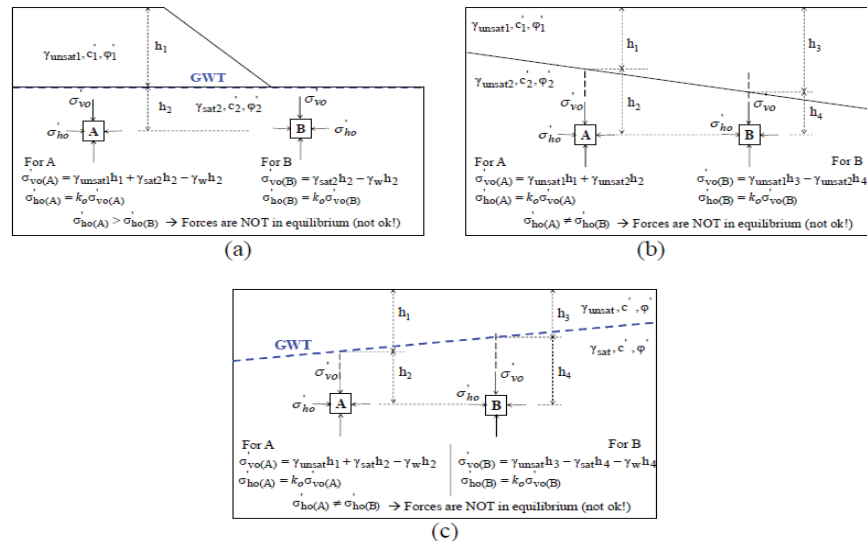 γunsat1, c'1, φ'1
h1
GWT
σ'vo
h2
γsat2, c'2, φ'2
σ'vo
σ'ho
A
B
σ'ho
For A
For B
σ'vo(A) = γunsat1h1 + γsat2h2 − γwh2
σ'vo(B) = γsat2h2 − γwh2
σ'ho(A) = koσ'vo(A)
σ'ho(B) = koσ'vo(B)
σ'ho(A) > σ'ho(B) → Forces are NOT in equilibrium (not ok!)
(a)
γunsat1, c'1, φ'1
h1
h3
γunsat2, c'2, φ'2
σ'vo
h2
σ'vo
h4
σ'ho
A
σ'ho
B
For A
For B
σ'vo(A) = γunsat1h1 + γunsat2h2
σ'vo(B) = γunsat1h3 − γunsat2h4
σ'ho(A) = koσ'vo(A)
σ'ho(B) = koσ'vo(B)
σ'ho(A) ≠ σ'ho(B) → Forces are NOT in equilibrium (not ok!)
(b)
h1
h3
γunsat, c', φ'
GWT
γsat, c', φ'
σ'vo
h2
σ'vo
h4
σ'ho
A
σ'ho
B
For A
For B
σ'vo(A) = γunsath1 + γsath2 − γwh2
σ'vo(B) = γunsath3 − γsath4 − γwh4
σ'ho(A) = koσ'vo(A)
σ'ho(B) = koσ'vo(B)
σ'ho(A) ≠ σ'ho(B) → Forces are NOT in equilibrium (not ok!)
(c)